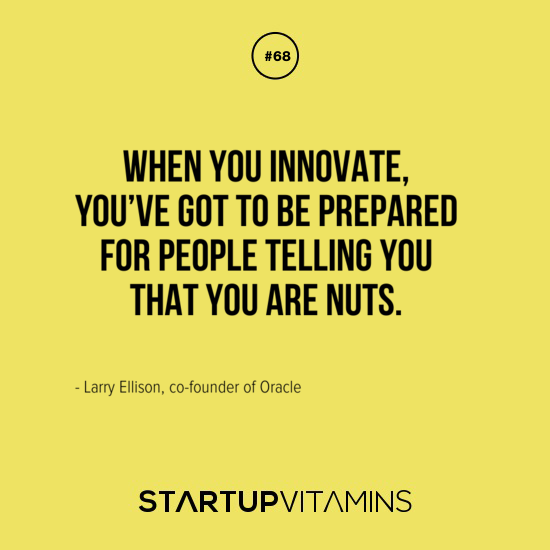 #68
WHEN YOU INNOVATE,
YOU'VE GOT TO BE PREPARED
FOR PEOPLE TELLING YOU
THAT YOU ARE NUTS.
- Larry Ellison, co-founder of Oracle
STARTUPVITAMINS